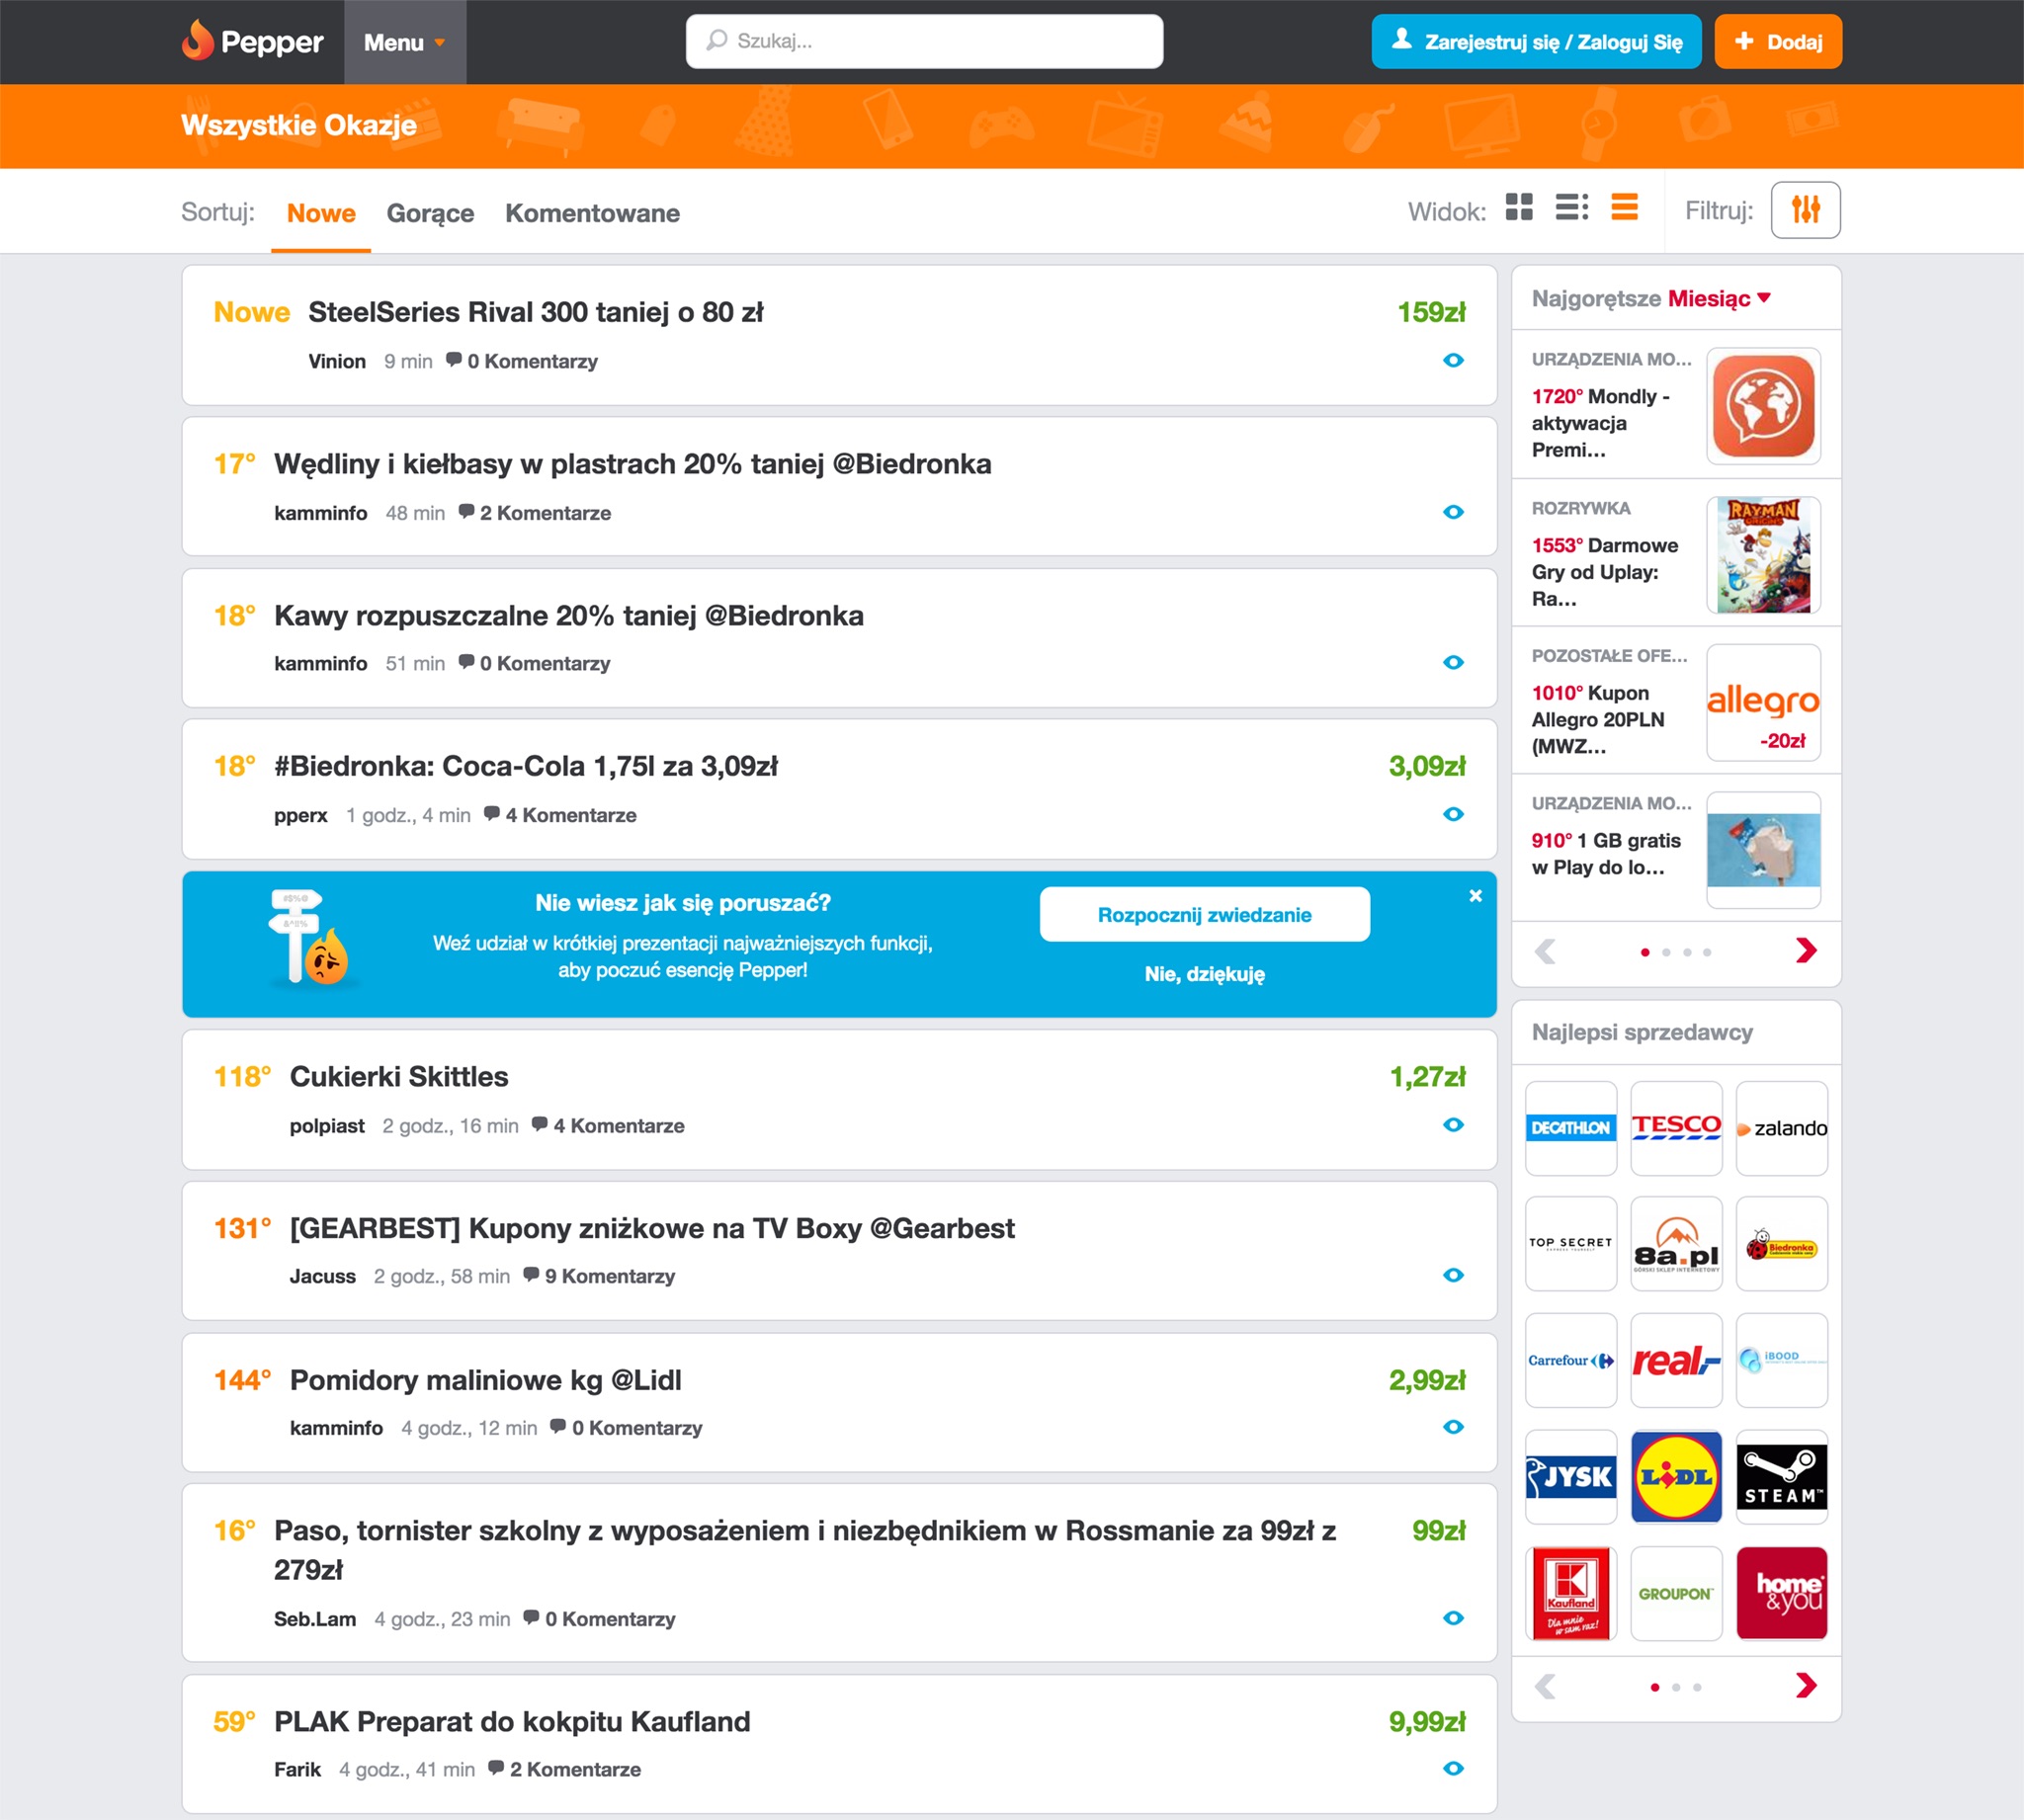 Pepper
Menu
Szukaj...
Zarejestruj się / Zaloguj Się
Dodaj
Wszystkie Okazje
Sortuj:
Nowe
Gorące
Komentowane
Widok:
Filtruj:
Nowe SteelSeries Rival 300 taniej o 80 zł
159zł
Vinion 9 min 0 Komentarzy
17° Wędliny i kiełbasy w plastrach 20% taniej @Biedronka
kamminfo 48 min 2 Komentarze
18° Kawy rozpuszczalne 20% taniej @Biedronka
kamminfo 51 min 0 Komentarzy
18° #Biedronka: Coca-Cola 1,75l za 3,09zł
3,09zł
pperx 1 godz., 4 min 4 Komentarze
#$%@
&^#%
Nie wiesz jak się poruszać?
Weź udział w krótkiej prezentacji najważniejszych funkcji,
aby poczuć esencję Pepper!
Rozpocznij zwiedzanie
Nie, dziękuję
118° Cukierki Skittles
1,27zł
polpiast 2 godz., 16 min 4 Komentarze
131° [GEARBEST] Kupony zniżkowe na TV Boxy @Gearbest
Jacuss 2 godz., 58 min 9 Komentarzy
144° Pomidory maliniowe kg @Lidl
2,99zł
kamminfo 4 godz., 12 min 0 Komentarzy
16° Paso, tornister szkolny z wyposażeniem i niezbędnikiem w Rossmanie za 99zł z
279zł
99zł
Seb.Lam 4 godz., 23 min 0 Komentarzy
59° PLAK Preparat do kokpitu Kaufland
9,99zł
Farik 4 godz., 41 min 2 Komentarze
Najgorętsze Miesiąc
URZĄDZENIA MO...
1720° Mondly -
aktywacja
Premi...
ROZRYWKA
1553° Darmowe
Gry od Uplay:
Ra...
RAYMAN
ORIGINS
POZOSTAŁE OFE...
1010° Kupon
Allegro 20PLN
(MWZ...
allegro
-20zł
URZĄDZENIA MO...
910° 1 GB gratis
w Play do lo...
Najlepsi sprzedawcy
DECATHLON
TESCO
zalando
TOP SECRET
EXPRESS YOURSELF
8a.pl
GÓRSKI SKLEP INTERNETOWY
Biedronka
Carrefour
real,-
iBOOD
JYSK
LiDL
STEAM™
Kaufland
Dla mnie
w sam raz!
GROUPON
home
&you